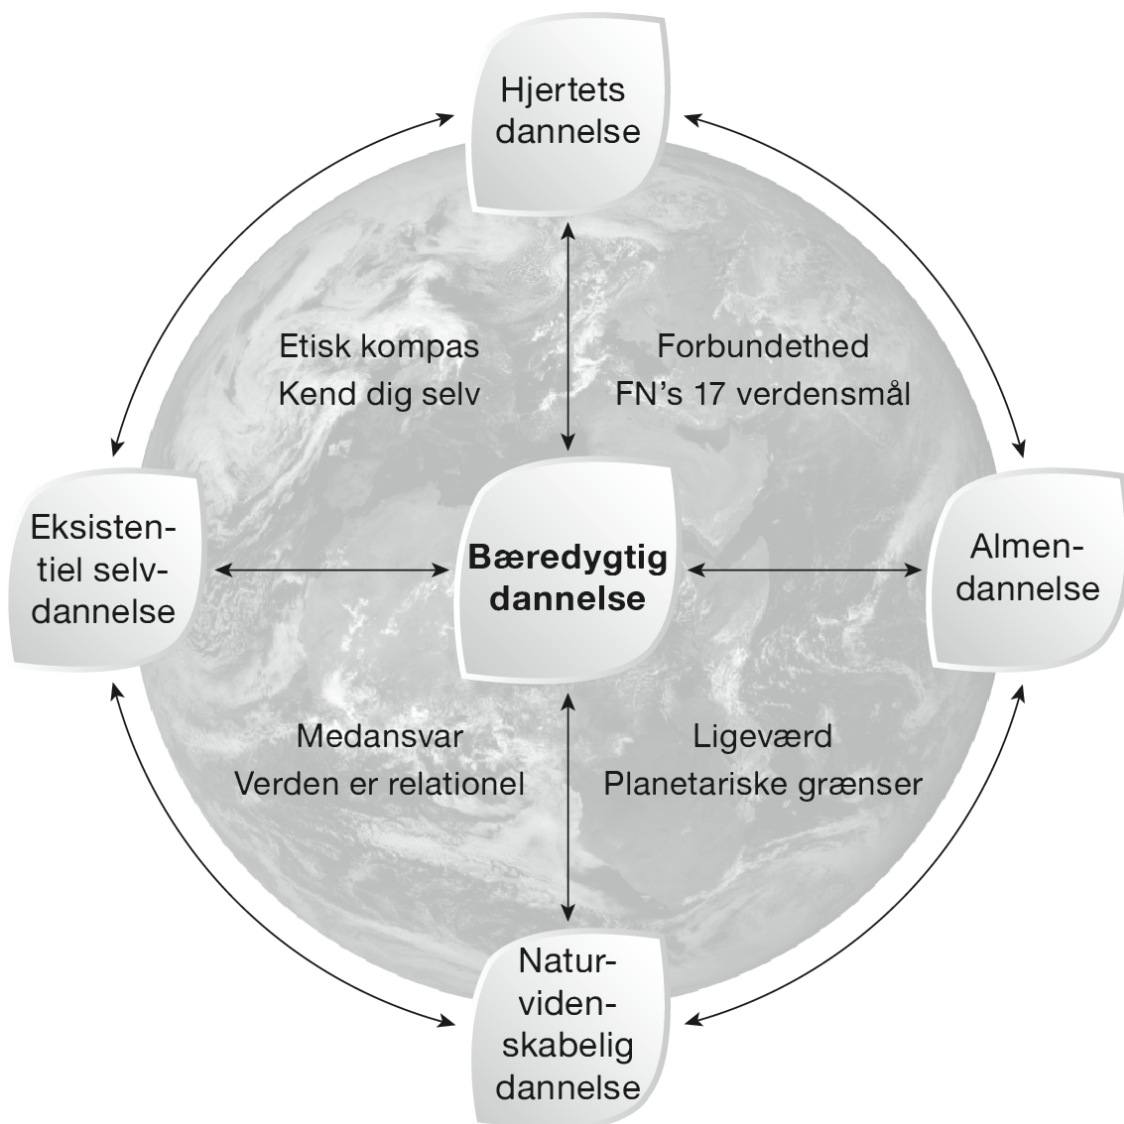 Hjertets
dannelse
Etisk kompas
Kend dig selv
Forbundethed
FN's 17 verdensmål
Eksisten-
tiel selv-
dannelse
Bæredygtig
dannelse
Almen-
dannelse
Medansvar
Verden er relationel
Ligeværd
Planetariske grænser
Natur-
viden-
skabelig
dannelse